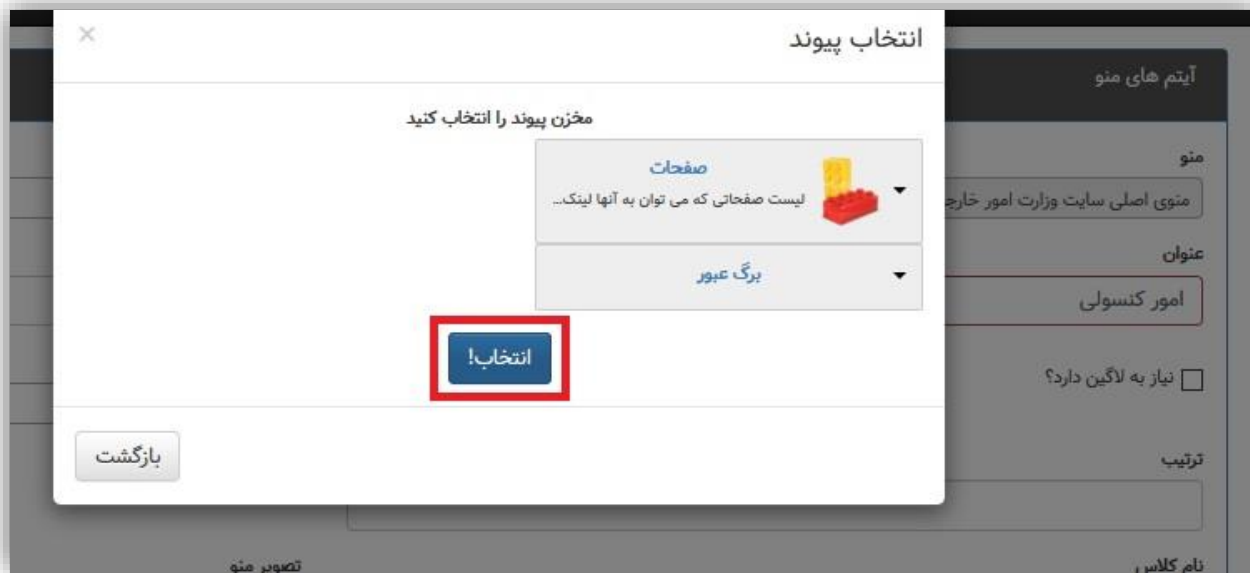 انتخاب پیوند
×
آیتم های منو
مخزن پیوند را انتخاب کنید
صفحات
لیست صفحاتی که می توان به آنها لینک...
برگ عبور
انتخاب!
بازگشت
منو
منوی اصلی سایت وزارت امور خارج
عنوان
امور کنسولی
نیاز به لاگین دارد؟
ترتیب
نام کلاس
تصویر منو